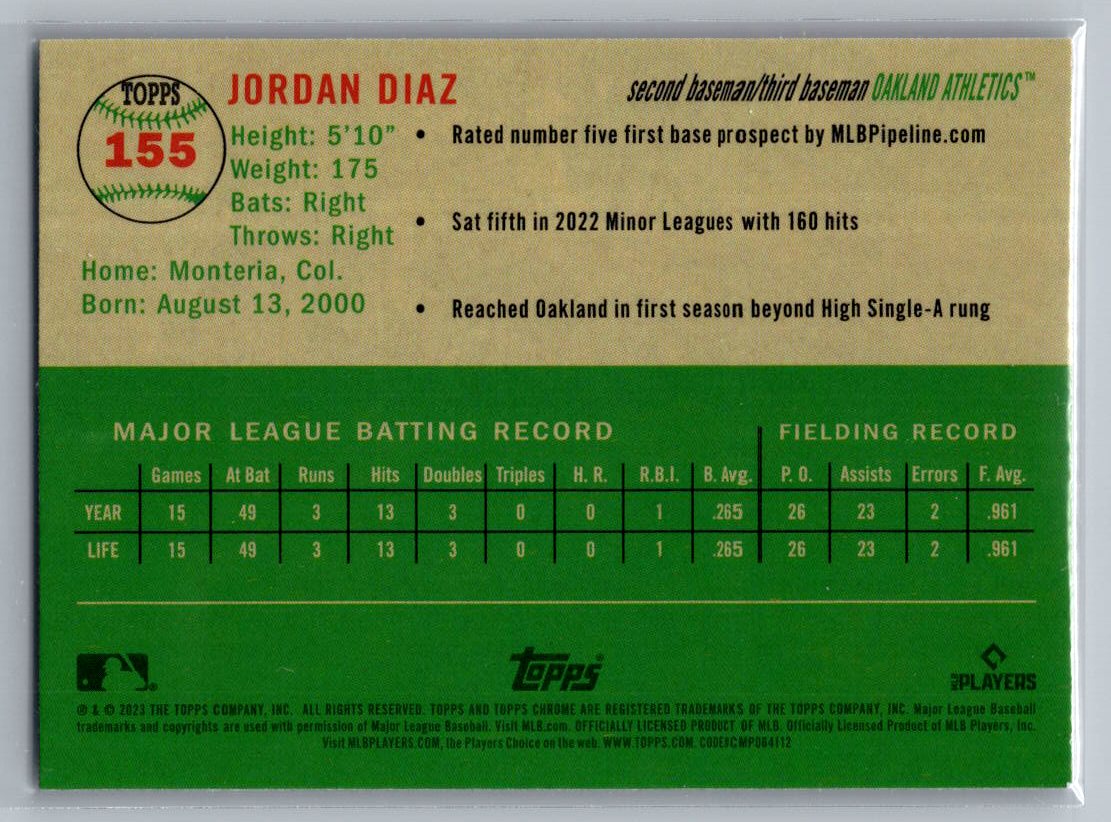 TOPPS
155
JORDAN DIAZ
second baseman/third baseman OAKLAND ATHLETICS™
Height: 5'10"
Weight: 175
Bats: Right
Throws: Right
Home: Monteria, Col.
Born: August 13, 2000
• Rated number five first base prospect by MLBPipeline.com
• Sat fifth in 2022 Minor Leagues with 160 hits
• Reached Oakland in first season beyond High Single-A rung
MAJOR LEAGUE BATTING RECORD FIELDING RECORD
Games At Bat Runs Hits Doubles Triples H. R. R.B.I. B. Avg. P. O. Assists Errors F. Avg.
YEAR 15 49 3 13 3 0 0 1 .265 26 23 2 .961
LIFE 15 49 3 13 3 0 0 1 .265 26 23 2 .961
topps®
PLAYERS
® & © 2023 THE TOPPS COMPANY, INC. ALL RIGHTS RESERVED. TOPPS AND TOPPS CHROME ARE REGISTERED TRADEMARKS OF THE TOPPS COMPANY, INC. Major League Baseball
trademarks and copyrights are used with permission of Major League Baseball. Visit MLB.com. OFFICIALLY LICENSED PRODUCT OF MLB. Officially Licensed Product of MLB Players, Inc.
Visit MLBPLAYERS.COM, the Players Choice on the web. WWW.TOPPS.COM. CODE#CMP064112